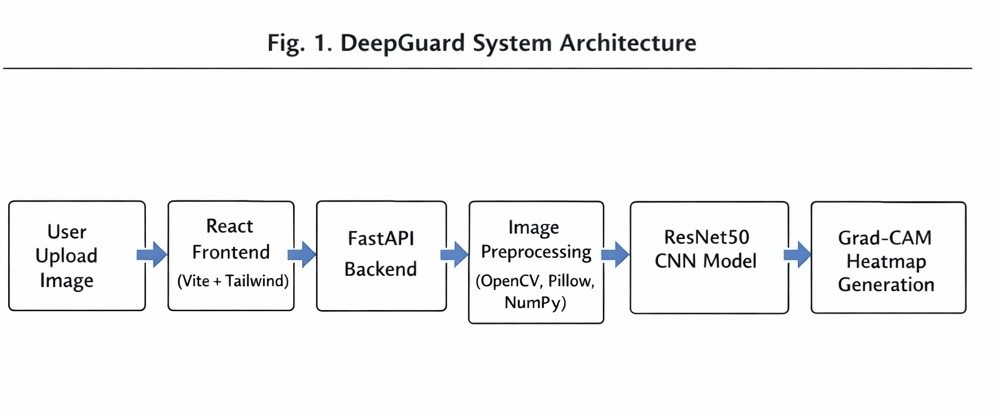 Fig. 1. DeepGuard System Architecture
User
Upload
Image
React
Frontend
(Vite + Tailwind)
FastAPI
Backend
Image
Preprocessing
(OpenCV, Pillow,
NumPy)
ResNet50
CNN Model
Grad-CAM
Heatmap
Generation